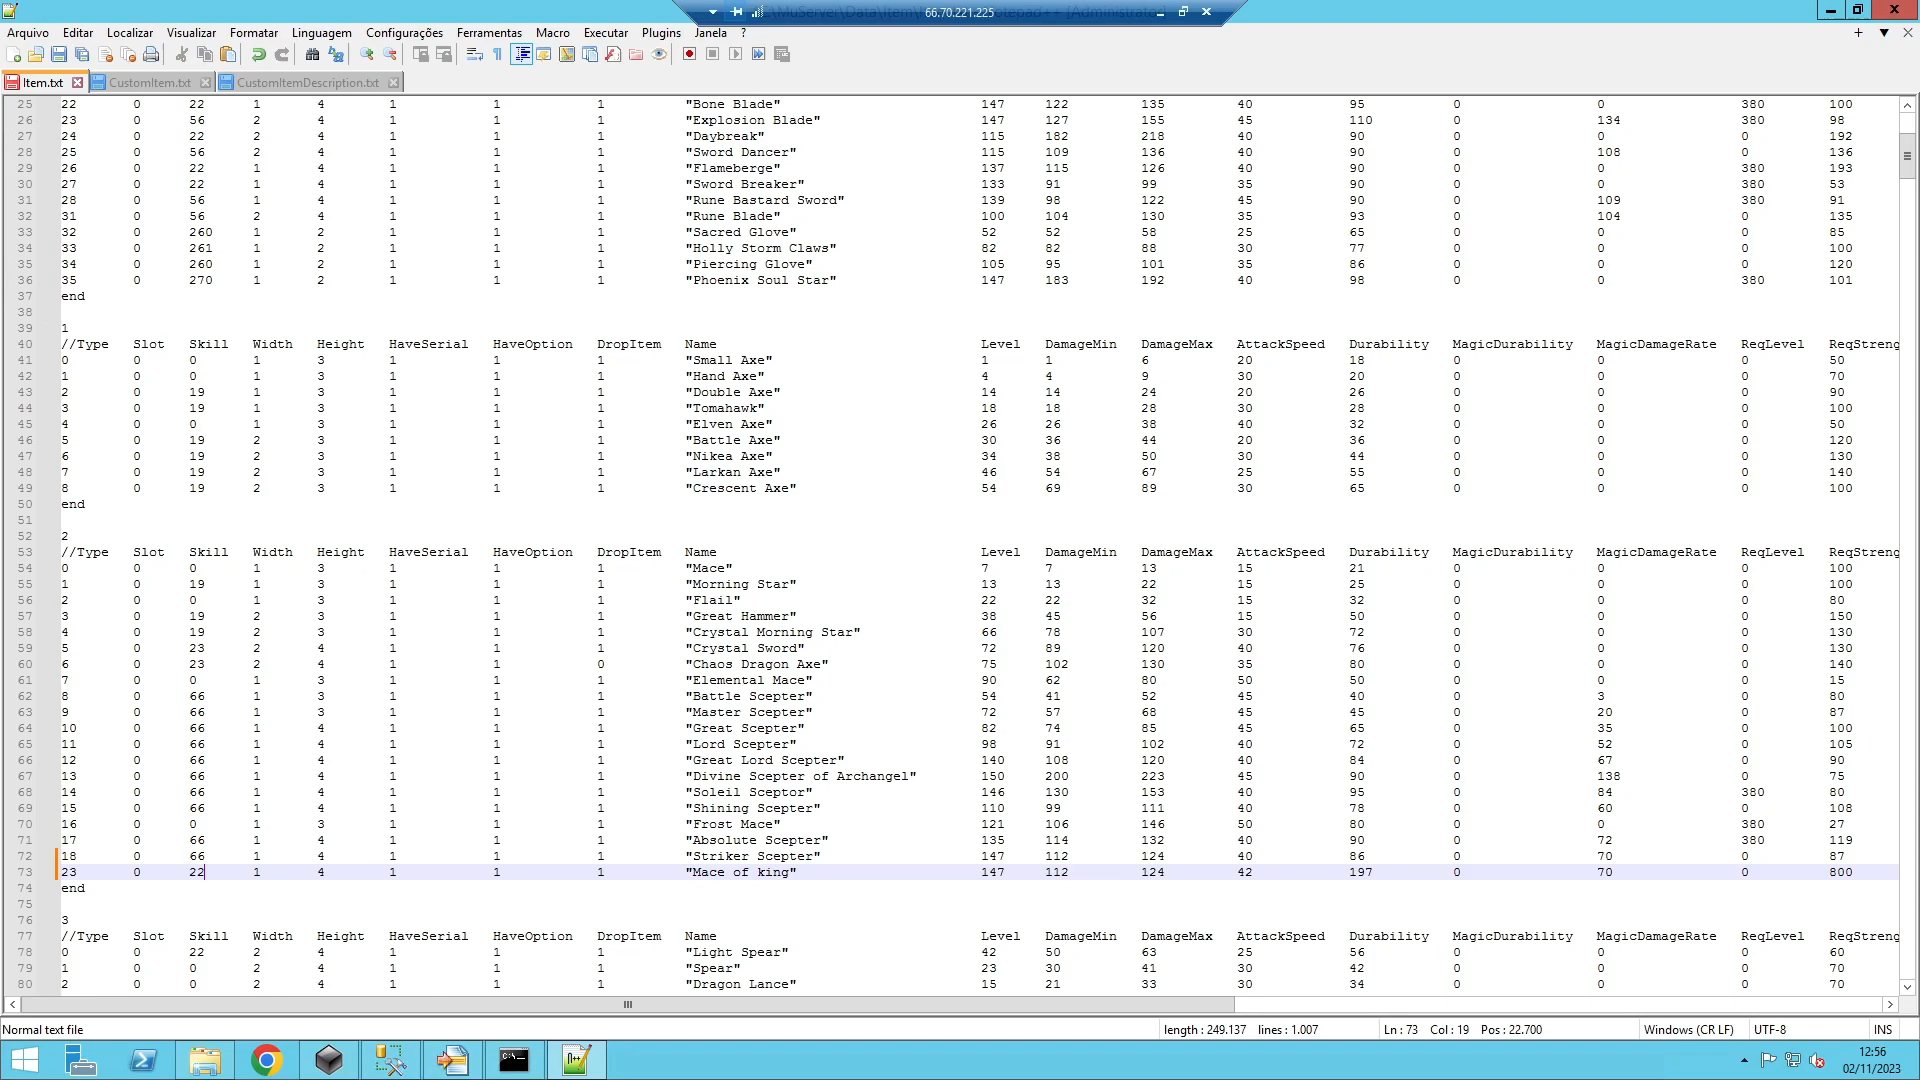 66.70.221.225
Arquivo Editar Localizar Visualizar Formatar Linguagem Configurações Ferramentas Macro Executar Plugins Janela ?
Item.txt CustomItem.txt CustomItemDescription.txt
25 22 0 22 1 4 1 1 1 "Bone Blade" 147 122 135 40 95 0 0 380 100
26 23 0 56 2 4 1 1 1 "Explosion Blade" 147 127 155 45 110 0 134 380 98
27 24 0 22 2 4 1 1 1 "Daybreak" 115 182 218 40 90 0 0 0 192
28 25 0 56 2 4 1 1 1 "Sword Dancer" 115 109 136 40 90 0 108 0 136
29 26 0 22 1 4 1 1 1 "Flameberge" 137 115 126 40 90 0 0 380 193
30 27 0 22 1 4 1 1 1 "Sword Breaker" 133 91 99 35 90 0 0 380 53
31 28 0 56 1 4 1 1 1 "Rune Bastard Sword" 139 98 122 45 90 0 109 380 91
32 31 0 56 2 4 1 1 1 "Rune Blade" 100 104 130 35 93 0 104 0 135
33 32 0 260 1 2 1 1 1 "Sacred Glove" 52 52 58 25 65 0 0 0 85
34 33 0 261 1 2 1 1 1 "Holly Storm Claws" 82 82 88 30 77 0 0 0 100
35 34 0 260 1 2 1 1 1 "Piercing Glove" 105 95 101 35 86 0 0 0 120
36 35 0 270 1 2 1 1 1 "Phoenix Soul Star" 147 183 192 40 98 0 0 380 101
37 end
38
39 1
40 //Type Slot Skill Width Height HaveSerial HaveOption DropItem Name Level DamageMin DamageMax AttackSpeed Durability MagicDurability MagicDamageRate ReqLevel ReqStreng
41 0 0 0 1 3 1 1 1 "Small Axe" 1 1 6 20 18 0 0 0 50
42 1 0 0 1 3 1 1 1 "Hand Axe" 4 4 9 30 20 0 0 0 70
43 2 0 19 1 3 1 1 1 "Double Axe" 14 14 24 20 26 0 0 0 90
44 3 0 19 1 3 1 1 1 "Tomahawk" 18 18 28 30 28 0 0 0 100
45 4 0 0 1 3 1 1 1 "Elven Axe" 26 26 38 40 32 0 0 0 50
46 5 0 19 2 3 1 1 1 "Battle Axe" 30 36 44 20 36 0 0 0 120
47 6 0 19 2 3 1 1 1 "Nikea Axe" 34 38 50 30 44 0 0 0 130
48 7 0 19 2 3 1 1 1 "Larkan Axe" 46 54 67 25 55 0 0 0 140
49 8 0 19 2 3 1 1 1 "Crescent Axe" 54 69 89 30 65 0 0 0 100
50 end
51
52 2
53 //Type Slot Skill Width Height HaveSerial HaveOption DropItem Name Level DamageMin DamageMax AttackSpeed Durability MagicDurability MagicDamageRate ReqLevel ReqStreng
54 0 0 0 1 3 1 1 1 "Mace" 7 7 13 15 21 0 0 0 100
55 1 0 19 1 3 1 1 1 "Morning Star" 13 13 22 15 25 0 0 0 100
56 2 0 0 1 3 1 1 1 "Flail" 22 22 32 15 32 0 0 0 80
57 3 0 19 2 3 1 1 1 "Great Hammer" 38 45 56 15 50 0 0 0 150
58 4 0 19 2 3 1 1 1 "Crystal Morning Star" 66 78 107 30 72 0 0 0 130
59 5 0 23 2 4 1 1 1 "Crystal Sword" 72 89 120 40 76 0 0 0 130
60 6 0 23 2 4 1 1 0 "Chaos Dragon Axe" 75 102 130 35 80 0 0 0 140
61 7 0 0 1 3 1 1 1 "Elemental Mace" 90 62 80 50 50 0 0 0 15
62 8 0 66 1 3 1 1 1 "Battle Scepter" 54 41 52 45 40 0 3 0 80
63 9 0 66 1 3 1 1 1 "Master Scepter" 72 57 68 45 45 0 20 0 87
64 10 0 66 1 4 1 1 1 "Great Scepter" 82 74 85 45 65 0 35 0 100
65 11 0 66 1 4 1 1 1 "Lord Scepter" 98 91 102 40 72 0 52 0 105
66 12 0 66 1 4 1 1 1 "Great Lord Scepter" 140 108 120 40 84 0 67 0 90
67 13 0 66 1 4 1 1 1 "Divine Scepter of Archangel" 150 200 223 45 90 0 138 0 75
68 14 0 66 1 4 1 1 1 "Soleil Sceptor" 146 130 153 40 95 0 84 380 80
69 15 0 66 1 4 1 1 1 "Shining Scepter" 110 99 111 40 78 0 60 0 108
70 16 0 0 1 3 1 1 1 "Frost Mace" 121 106 146 50 80 0 0 380 27
71 17 0 66 1 4 1 1 1 "Absolute Scepter" 135 114 132 40 90 0 72 380 119
72 18 0 66 1 4 1 1 1 "Striker Scepter" 147 112 124 40 86 0 70 0 87
73 23 0 22 1 4 1 1 1 "Mace of king" 147 112 124 42 197 0 70 0 800
74 end
75
76 3
77 //Type Slot Skill Width Height HaveSerial HaveOption DropItem Name Level DamageMin DamageMax AttackSpeed Durability MagicDurability MagicDamageRate ReqLevel ReqStreng
78 0 0 22 2 4 1 1 1 "Light Spear" 42 50 63 25 56 0 0 0 60
79 1 0 0 2 4 1 1 1 "Spear" 23 30 41 30 42 0 0 0 70
80 2 0 0 2 4 1 1 1 "Dragon Lance" 15 21 33 30 34 0 0 0 70
Normal text file length : 249.137 lines : 1.007 Ln : 73 Col : 19 Pos : 22.700 Windows (CR LF) UTF-8 INS
12:56
02/11/2023